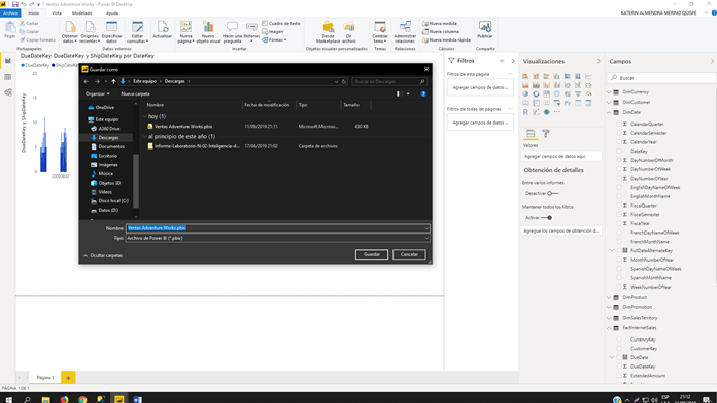 Ventas Adventure Works - Power BI Desktop
KATERIN ALMENDRA MERINO QUISPE
Archivo
Inicio
Vista
Modelado
Ayuda
Cortar
Copiar
Copiar formato
Pegar
Obtener datos
Orígenes recientes
Especificar datos
Editar consultas
Actualizar
Nueva página
Nuevo objeto visual
Hacer una pregunta
Botones
Cuadro de texto
Imagen
Formas
Desde Marketplace
De archivo
Cambiar Temas
Administrar relaciones
Nueva medida
Nueva columna
Nueva medida rápida
Publicar
Datos externos
Insertar
Objetos visuales personalizados
Temas
Relaciones
Cálculos
Compartir
DueDateKey; DueDateKey y ShipDateKey por DateKey
DueDateKey
DueDateKey y ShipDateKey
20
15
10
5
0
Guardar como
Este equipo
Descargas
Buscar en Descargas
Organizar
Nueva carpeta
OneDrive
Este equipo
A360 Drive
Descargas
Documentos
Escritorio
Imágenes
Música
Objetos 3D
Videos
Disco local (C:)
Datos (D:)
Nombre
Fecha de modificación
Tipo
Tamaño
hoy (1)
Ventas Adventure Works.pbix
11/09/2019 21:11
Microsoft.Microso...
430 KB
al principio de este año (1)
Informe-Laboratorio-N-02-Inteligencia-d...
17/06/2019 21:02
Carpeta de archivos
Nombre
Ventas Adventure Works.pbix
Tipo
Archivo de Power BI (*.pbix)
Ocultar carpetas
Guardar
Cancelar
Filtros
Filtros de esta página
Agregar campos de datos ...
Filtros de todas las páginas
Agregar campos de datos ...
Visualizaciones
Valores
Agregar campos de datos aquí
Obtención de detalles
Entre varios informes
Desactivar
Mantener todos los filtros
Activar
Agregue los campos de obtención d...
Campos
Buscar
DimCurrency
DimCustomer
DimDate
CalendarQuarter
CalendarSemester
CalendarYear
DateKey
DayNumberOfMonth
DayNumberOfWeek
DayNumberOfYear
EnglishDayNameOfWeek
EnglishMonthName
FiscalQuarter
FiscalSemester
FiscalYear
FrenchDayNameOfWeek
FrenchMonthName
FullDateAlternateKey
MonthNumberOfYear
SpanishDayNameOfWeek
SpanishMonthName
WeekNumberOfYear
DimProduct
DimPromotion
DimSalesTerritory
FactInternetSales
CurrencyKey
CustomerKey
DueDate
DueDateKey
ExtendedAmount
Página 1
PÁGINA 1 DE 1
ESP
21:12